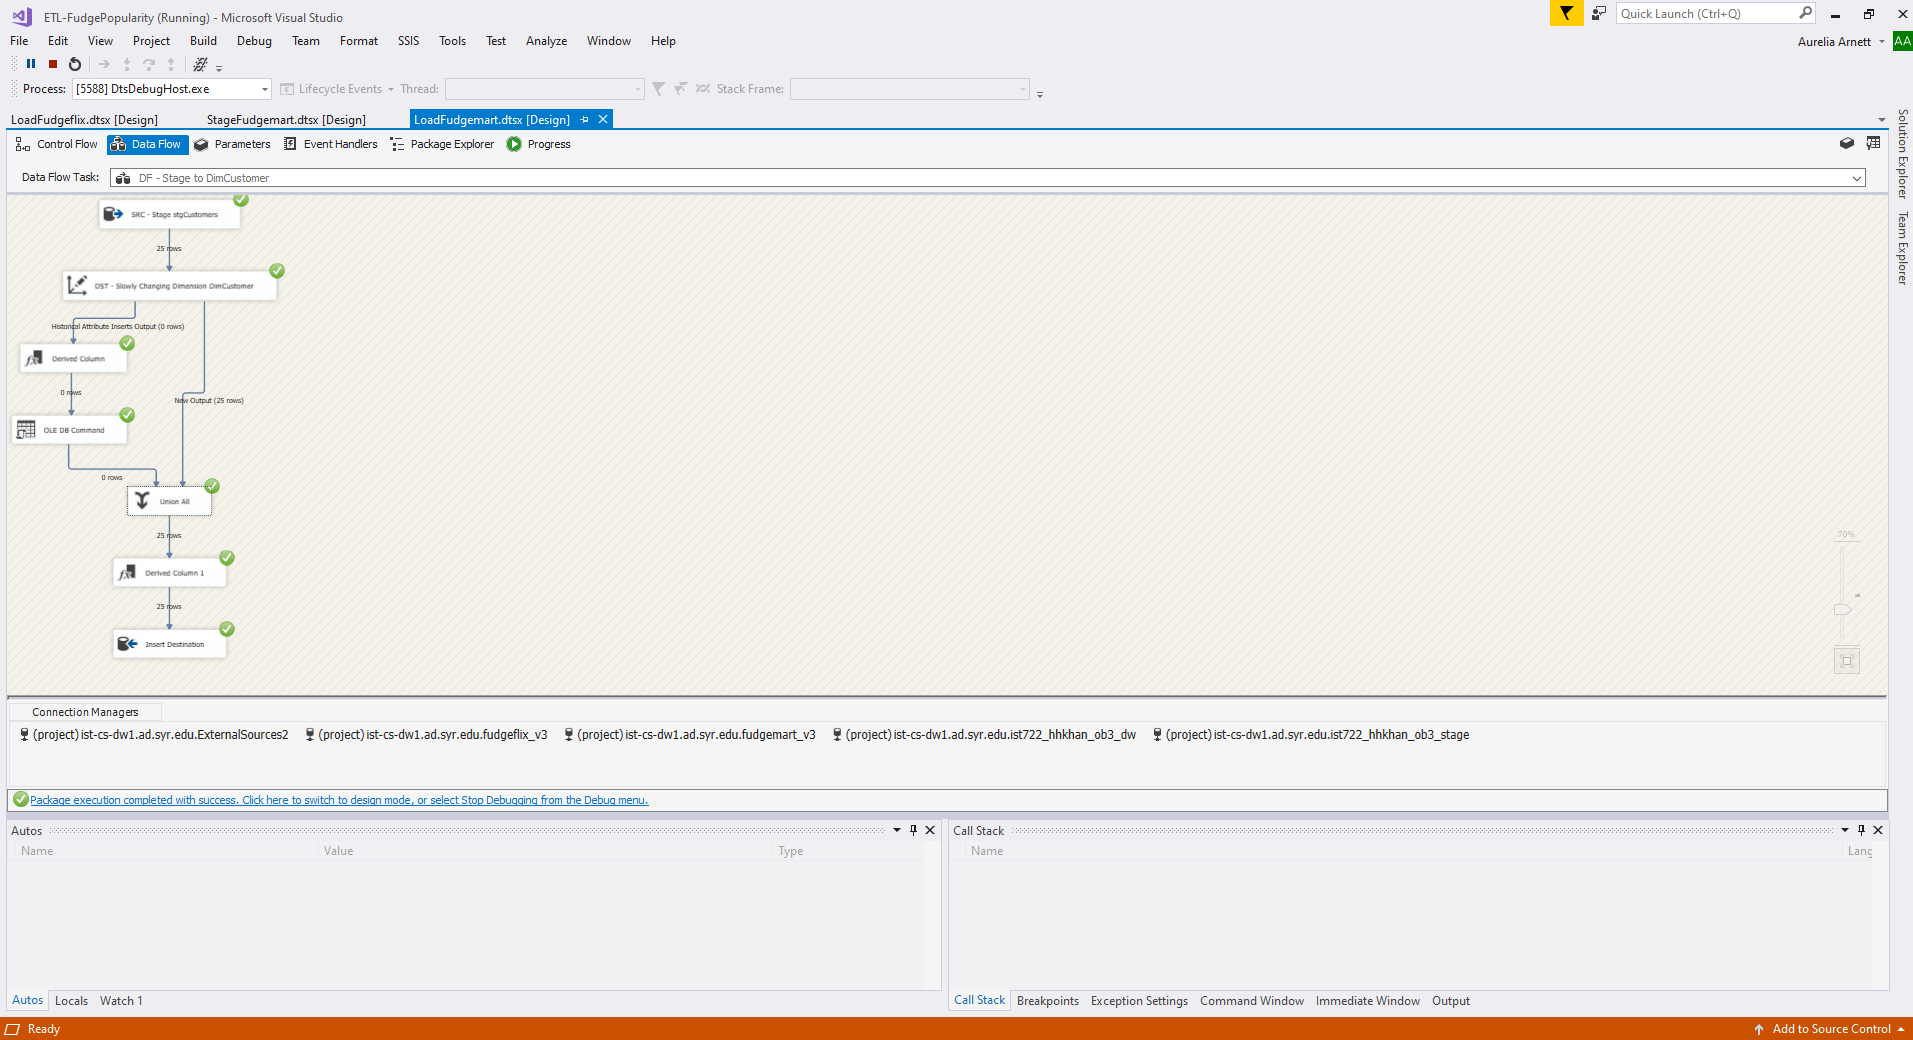 ETL-FudgePopularity (Running) - Microsoft Visual Studio
Quick Launch (Ctrl+Q)
File Edit View Project Build Debug Team Format SSIS Tools Test Analyze Window Help
Aurelia Arnett AA
Process: [5588] DtsDebugHost.exe Lifecycle Events Thread: Stack Frame:
LoadFudgeflix.dtsx [Design] StageFudgemart.dtsx [Design] LoadFudgemart.dtsx [Design]
Control Flow Data Flow Parameters Event Handlers Package Explorer Progress
Data Flow Task: DF - Stage to DimCustomer
Solution Explorer
Team Explorer
SRC - Stage stgCustomers
25 rows
DST - Slowly Changing Dimension DimCustomer
Historical Attribute Inserts Output (0 rows)
Derived Column
0 rows
New Output (25 rows)
OLE DB Command
0 rows
Union All
25 rows
70%
Derived Column 1
25 rows
Insert Destination
Connection Managers
(project) ist-cs-dw1.ad.syr.edu.ExternalSources2 (project) ist-cs-dw1.ad.syr.edu.fudgeflix_v3 (project) ist-cs-dw1.ad.syr.edu.fudgemart_v3 (project) ist-cs-dw1.ad.syr.edu.ist722_hhkhan_ob3_dw (project) ist-cs-dw1.ad.syr.edu.ist722_hhkhan_ob3_stage
Package execution completed with success. Click here to switch to design mode, or select Stop Debugging from the Debug menu.
Autos
Name Value Type
Call Stack
Name Lang
Autos Locals Watch 1
Call Stack Breakpoints Exception Settings Command Window Immediate Window Output
Ready
Add to Source Control